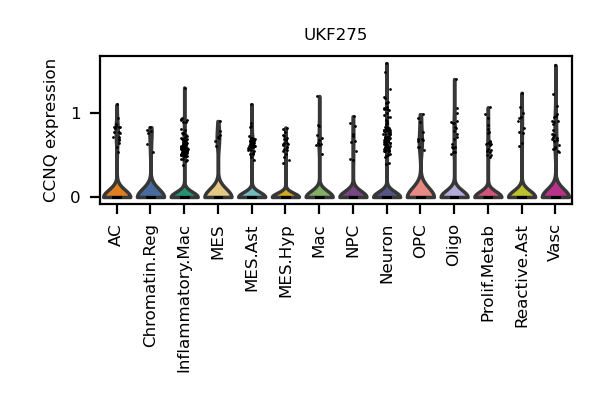 UKF275
CCNQ expression
1
0
AC
Chromatin.Reg
Inflammatory.Mac
MES
MES.Ast
MES.Hyp
Mac
NPC
Neuron
OPC
Oligo
Prolif.Metab
Reactive.Ast
Vasc